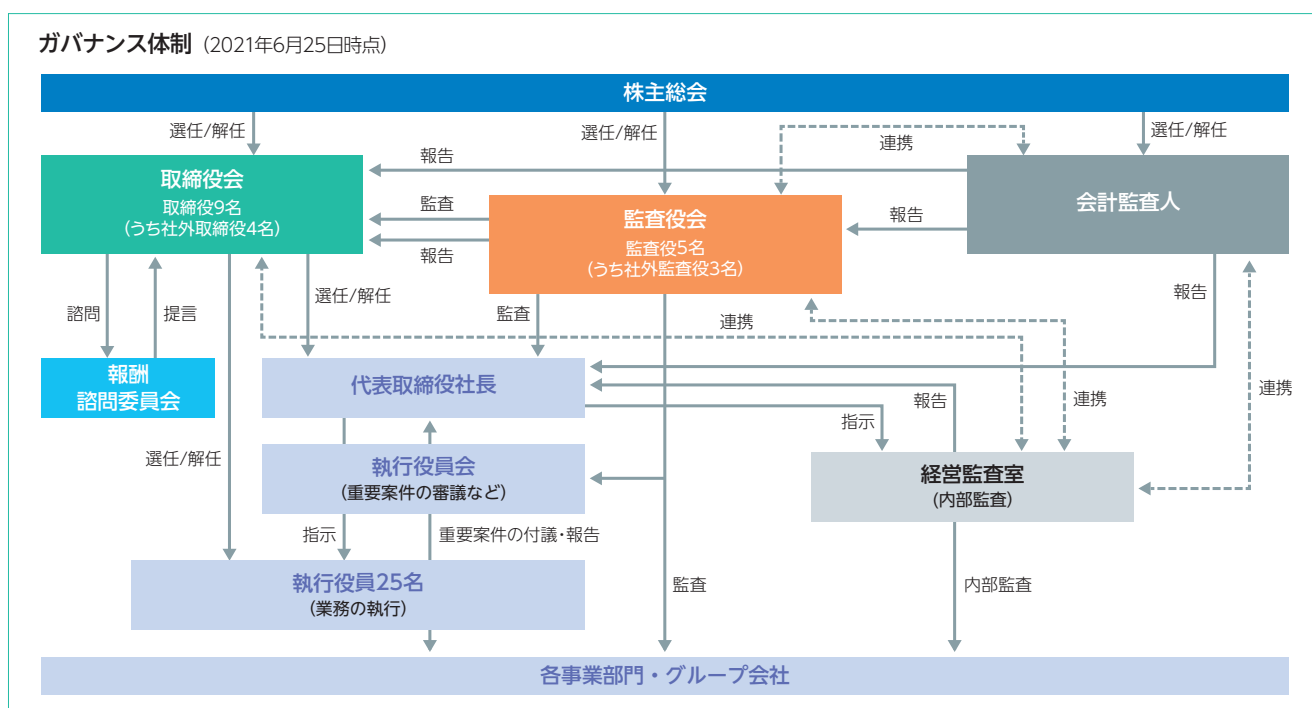 ガバナンス体制 (2021年6月25日時点)
株主総会
選任/解任
選任/解任
連携
選任/解任
取締役会
取締役9名
(うち社外取締役4名)
報告
監査
報告
監査役会
監査役5名
(うち社外監査役3名)
報告
会計監査人
諮問
提言
選任/解任
監査
連携
報告
報酬
諮問委員会
代表取締役社長
指示
報告
連携
連携
選任/解任
執行役員会
(重要案件の審議など)
経営監査室
(内部監査)
指示
重要案件の付議・報告
執行役員25名
(業務の執行)
監査
内部監査
各事業部門・グループ会社